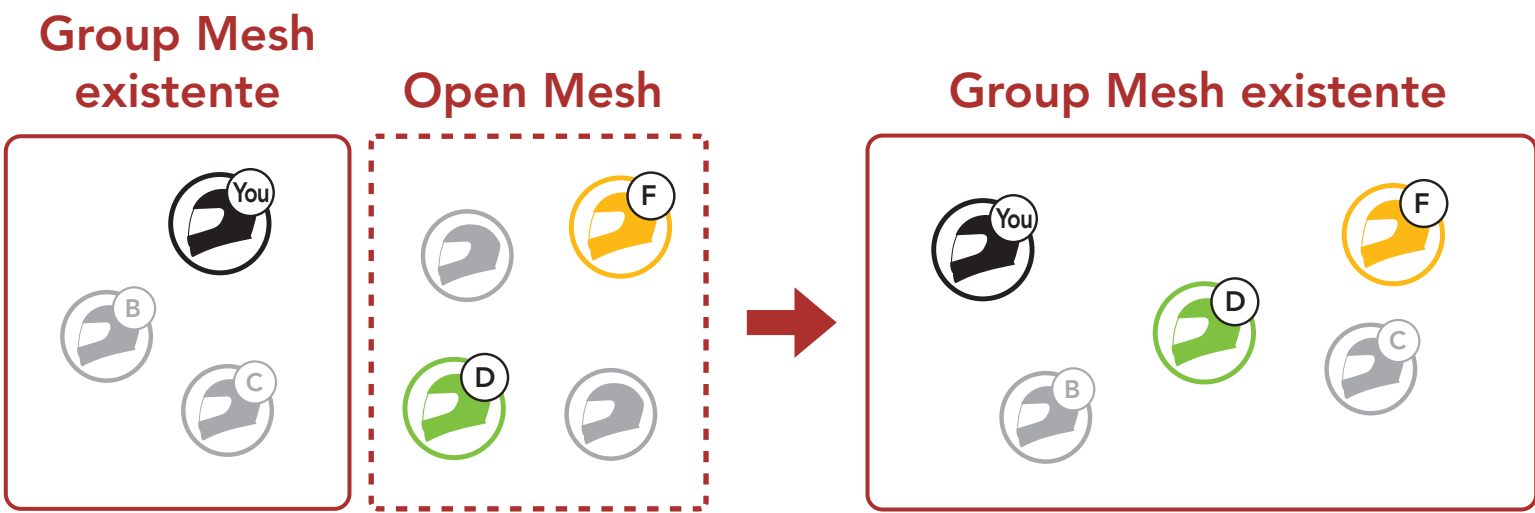 Group Mesh
existente
You
B
C
Open Mesh
F
D
Group Mesh existente
You
F
D
C
B